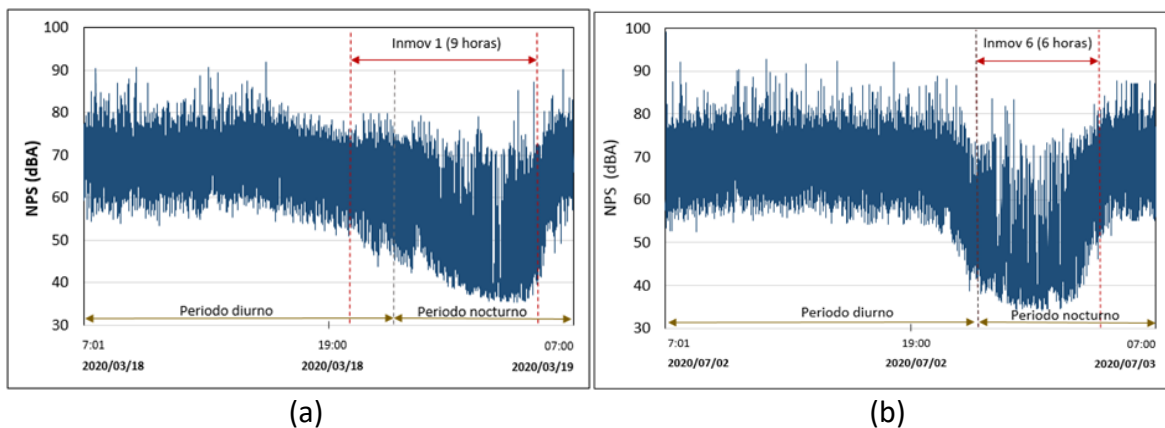 100
90
80
70
60
50
40
30
NPS (dBA)
Inmov 1 (9 horas)
Periodo diurno
Periodo nocturno
7:01
19:00
07:00
2020/03/18
2020/03/18
2020/03/19
(a)
100
90
80
70
60
50
40
30
NPS (dBA)
Inmov 6 (6 horas)
Periodo diurno
Periodo nocturno
7:01
19:00
07:00
2020/07/02
2020/07/02
2020/07/03
(b)